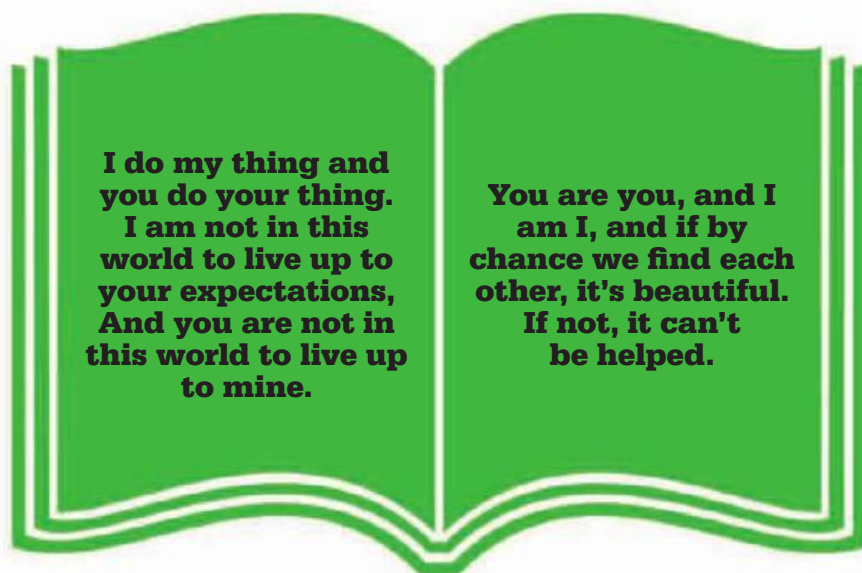 I do my thing and
you do your thing.
I am not in this
world to live up to
your expectations,
And you are not in
this world to live up
to mine.
You are you, and I
am I, and if by
chance we find each
other, it's beautiful.
If not, it can't
be helped.